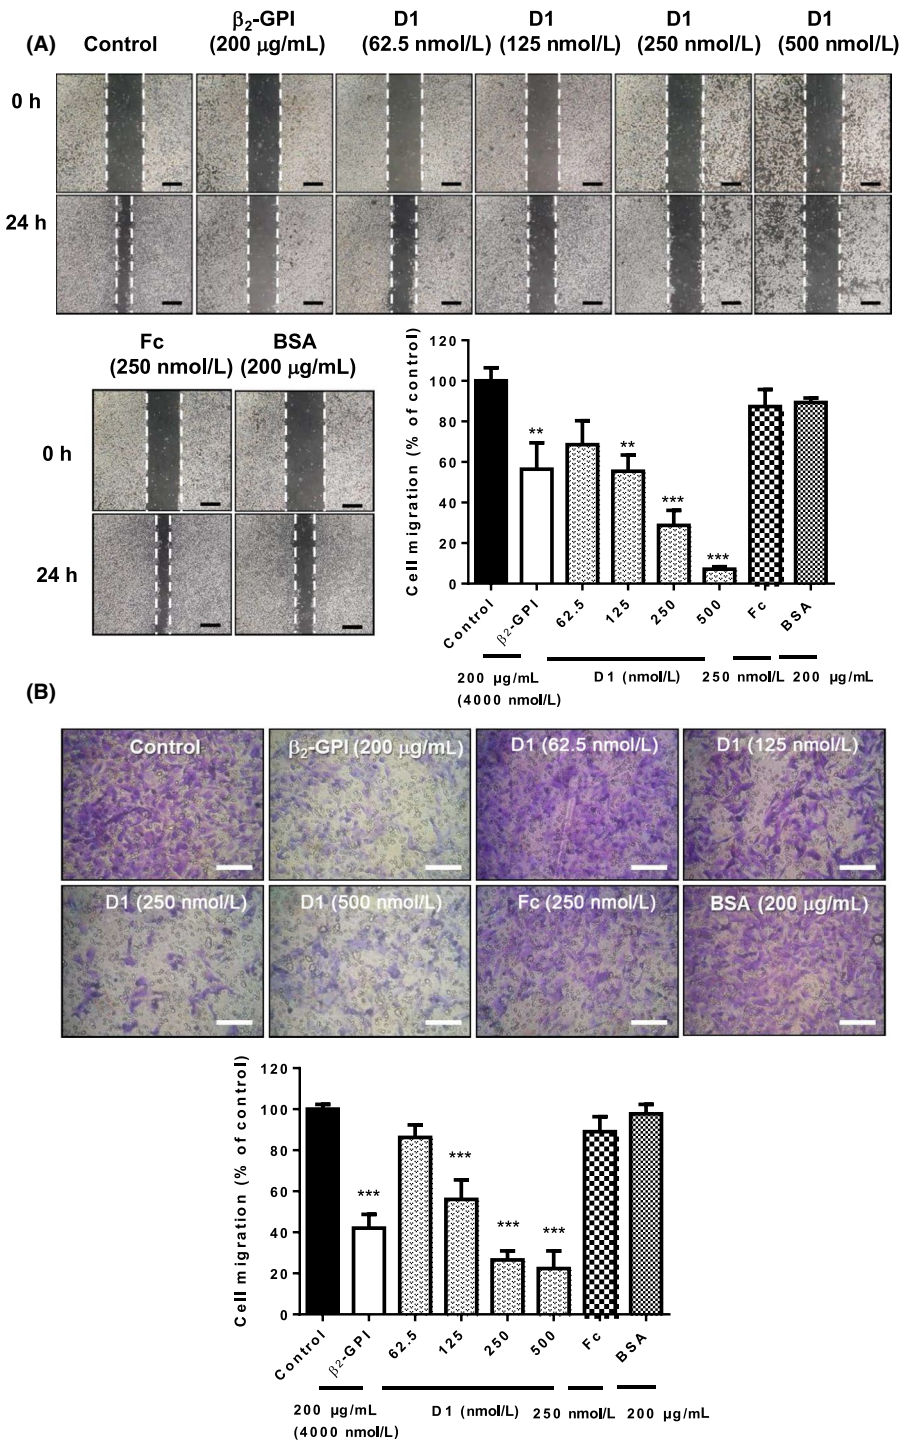 (A)
Control
β2-GPI
(200 μg/mL)
D1
(62.5 nmol/L)
D1
(125 nmol/L)
D1
(250 nmol/L)
D1
(500 nmol/L)
0 h
24 h
Fc
(250 nmol/L)
BSA
(200 μg/mL)
0 h
24 h
Cell migration (% of control)
120
100
80
60
40
20
0
**
**
***
***
Control
β2-GPI
62.5
125
250
500
Fc
BSA
200 μg/mL
(4000 nmol/L)
D1 (nmol/L)
250 nmol/L
200 μg/mL
(B)
Control
β2-GPI (200 μg/mL)
D1 (62.5 nmol/L)
D1 (125 nmol/L)
D1 (250 nmol/L)
D1 (500 nmol/L)
Fc (250 nmol/L)
BSA (200 μg/mL)
Cell migration (% of control)
120
100
80
60
40
20
0
***
***
***
***
Control
β2-GPI
62.5
125
250
500
Fc
BSA
200 μg/mL
(4000 nmol/L)
D1 (nmol/L)
250 nmol/L
200 μg/mL